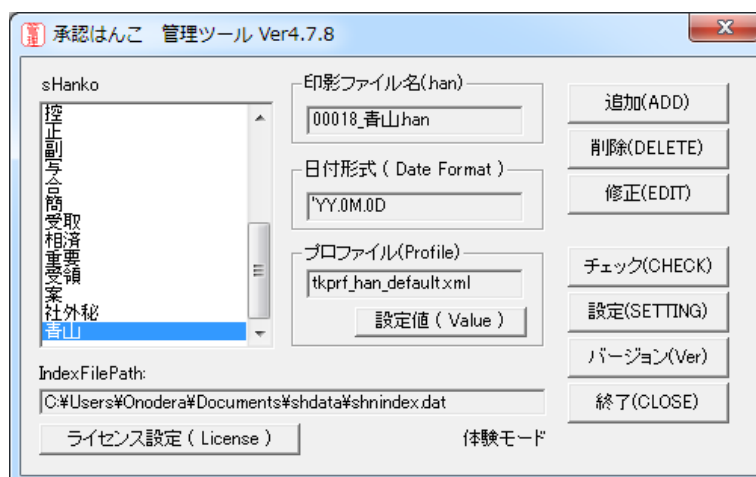 管理
承認はんこ　管理ツール Ver4.7.8
sHanko
控
正
副
写
合
簡
受取
相済
重要
受領
案
社外秘
青山
印影ファイル名(han)
00018_青山.han
日付形式 ( Date Format )
'YY.0M.0D
プロファイル(Profile)
tkprf_han_default.xml
設定値 ( Value )
追加(ADD)
削除(DELETE)
修正(EDIT)
チェック(CHECK)
設定(SETTING)
バージョン(Ver)
終了(CLOSE)
IndexFilePath:
C:¥Users¥Onodera¥Documents¥shdata¥shnindex.dat
ライセンス設定 ( License )
体験モード